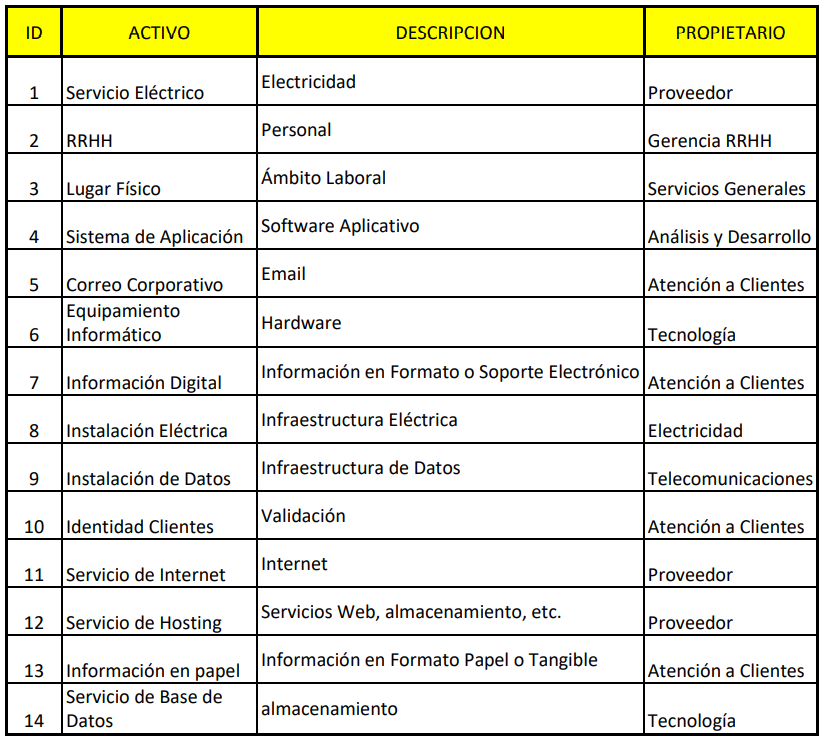 ID ACTIVO DESCRIPCION PROPIETARIO
1 Servicio Eléctrico Electricidad Proveedor
2 RRHH Personal Gerencia RRHH
3 Lugar Físico Ámbito Laboral Servicios Generales
4 Sistema de Aplicación Software Aplicativo Análisis y Desarrollo
5 Correo Corporativo Email Atención a Clientes
6 Equipamiento
Informático Hardware Tecnología
7 Información Digital Información en Formato o Soporte Electrónico Atención a Clientes
8 Instalación Eléctrica Infraestructura Eléctrica Electricidad
9 Instalación de Datos Infraestructura de Datos Telecomunicaciones
10 Identidad Clientes Validación Atención a Clientes
11 Servicio de Internet Internet Proveedor
12 Servicio de Hosting Servicios Web, almacenamiento, etc. Proveedor
13 Información en papel Información en Formato Papel o Tangible Atención a Clientes
14 Servicio de Base de
Datos almacenamiento Tecnología